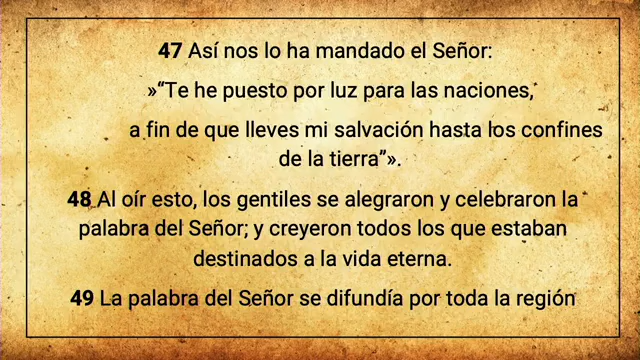 47 Así nos lo ha mandado el Señor:
»“Te he puesto por luz para las naciones,
a fin de que lleves mi salvación hasta los confines
de la tierra”».
48 Al oír esto, los gentiles se alegraron y celebraron la
palabra del Señor; y creyeron todos los que estaban
destinados a la vida eterna.
49 La palabra del Señor se difundía por toda la región